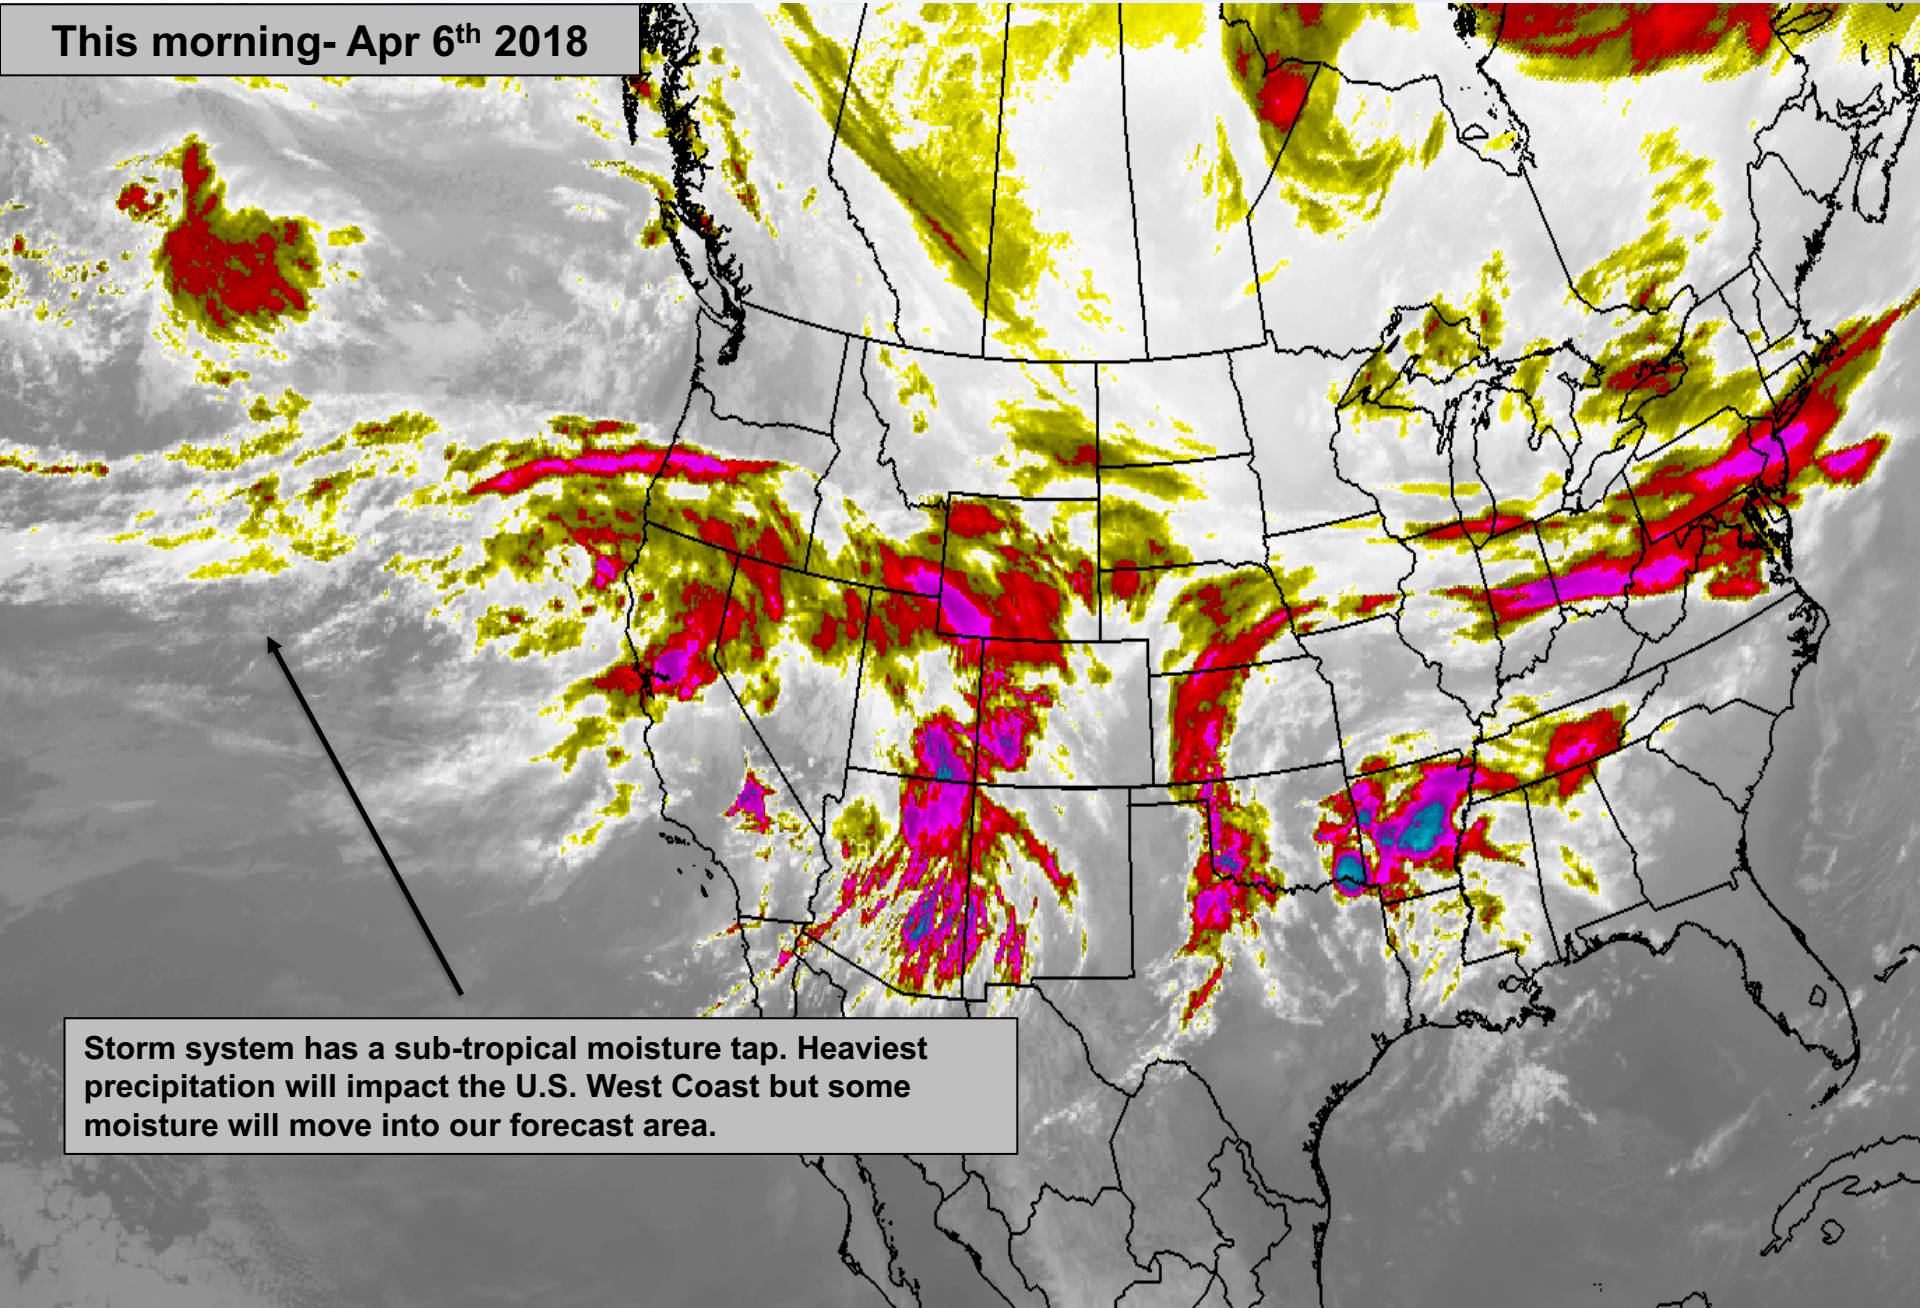 This morning- Apr 6th 2018
Storm system has a sub-tropical moisture tap. Heaviest
precipitation will impact the U.S. West Coast but some
moisture will move into our forecast area.